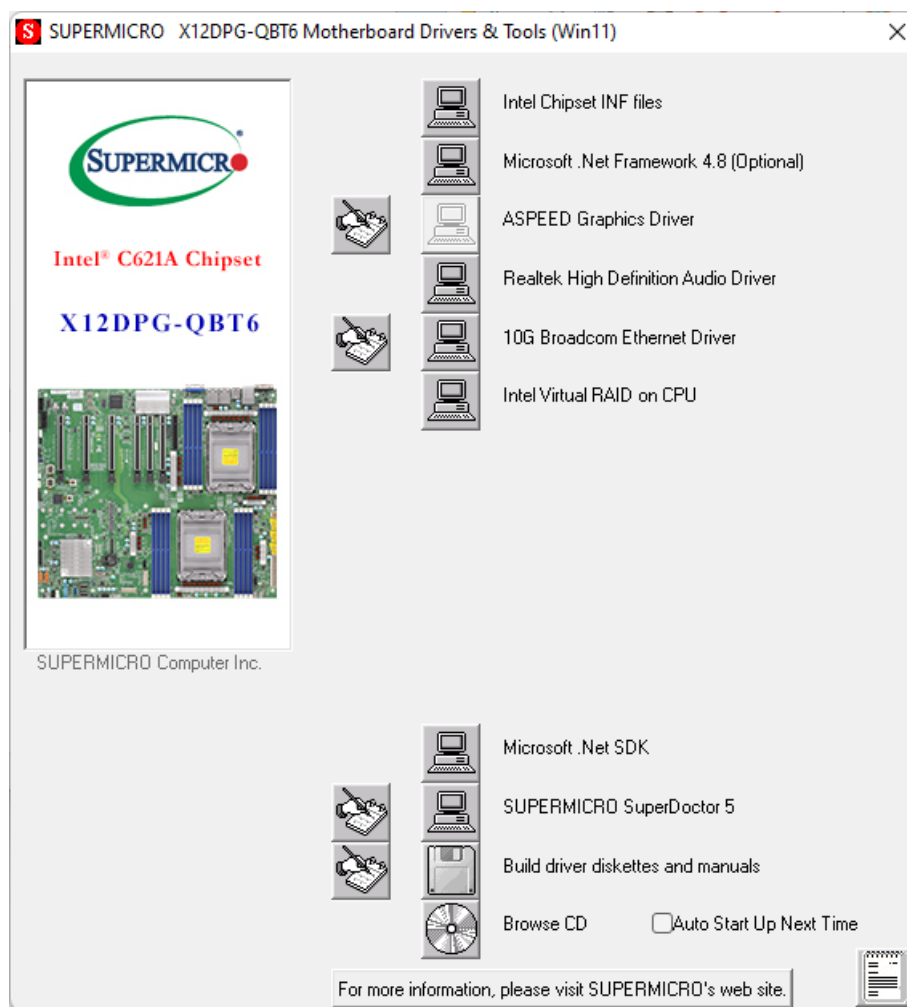 S SUPERMICRO X12DPG-QBT6 Motherboard Drivers & Tools (Win11)
SUPERMICRO
Intel® C621A Chipset
X12DPG-QBT6
SUPERMICRO Computer Inc.
Intel Chipset INF files
Microsoft .Net Framework 4.8 (Optional)
ASPEED Graphics Driver
Realtek High Definition Audio Driver
10G Broadcom Ethernet Driver
Intel Virtual RAID on CPU
Microsoft .Net SDK
SUPERMICRO SuperDoctor 5
Build driver diskettes and manuals
Browse CD Auto Start Up Next Time
For more information, please visit SUPERMICRO's web site.